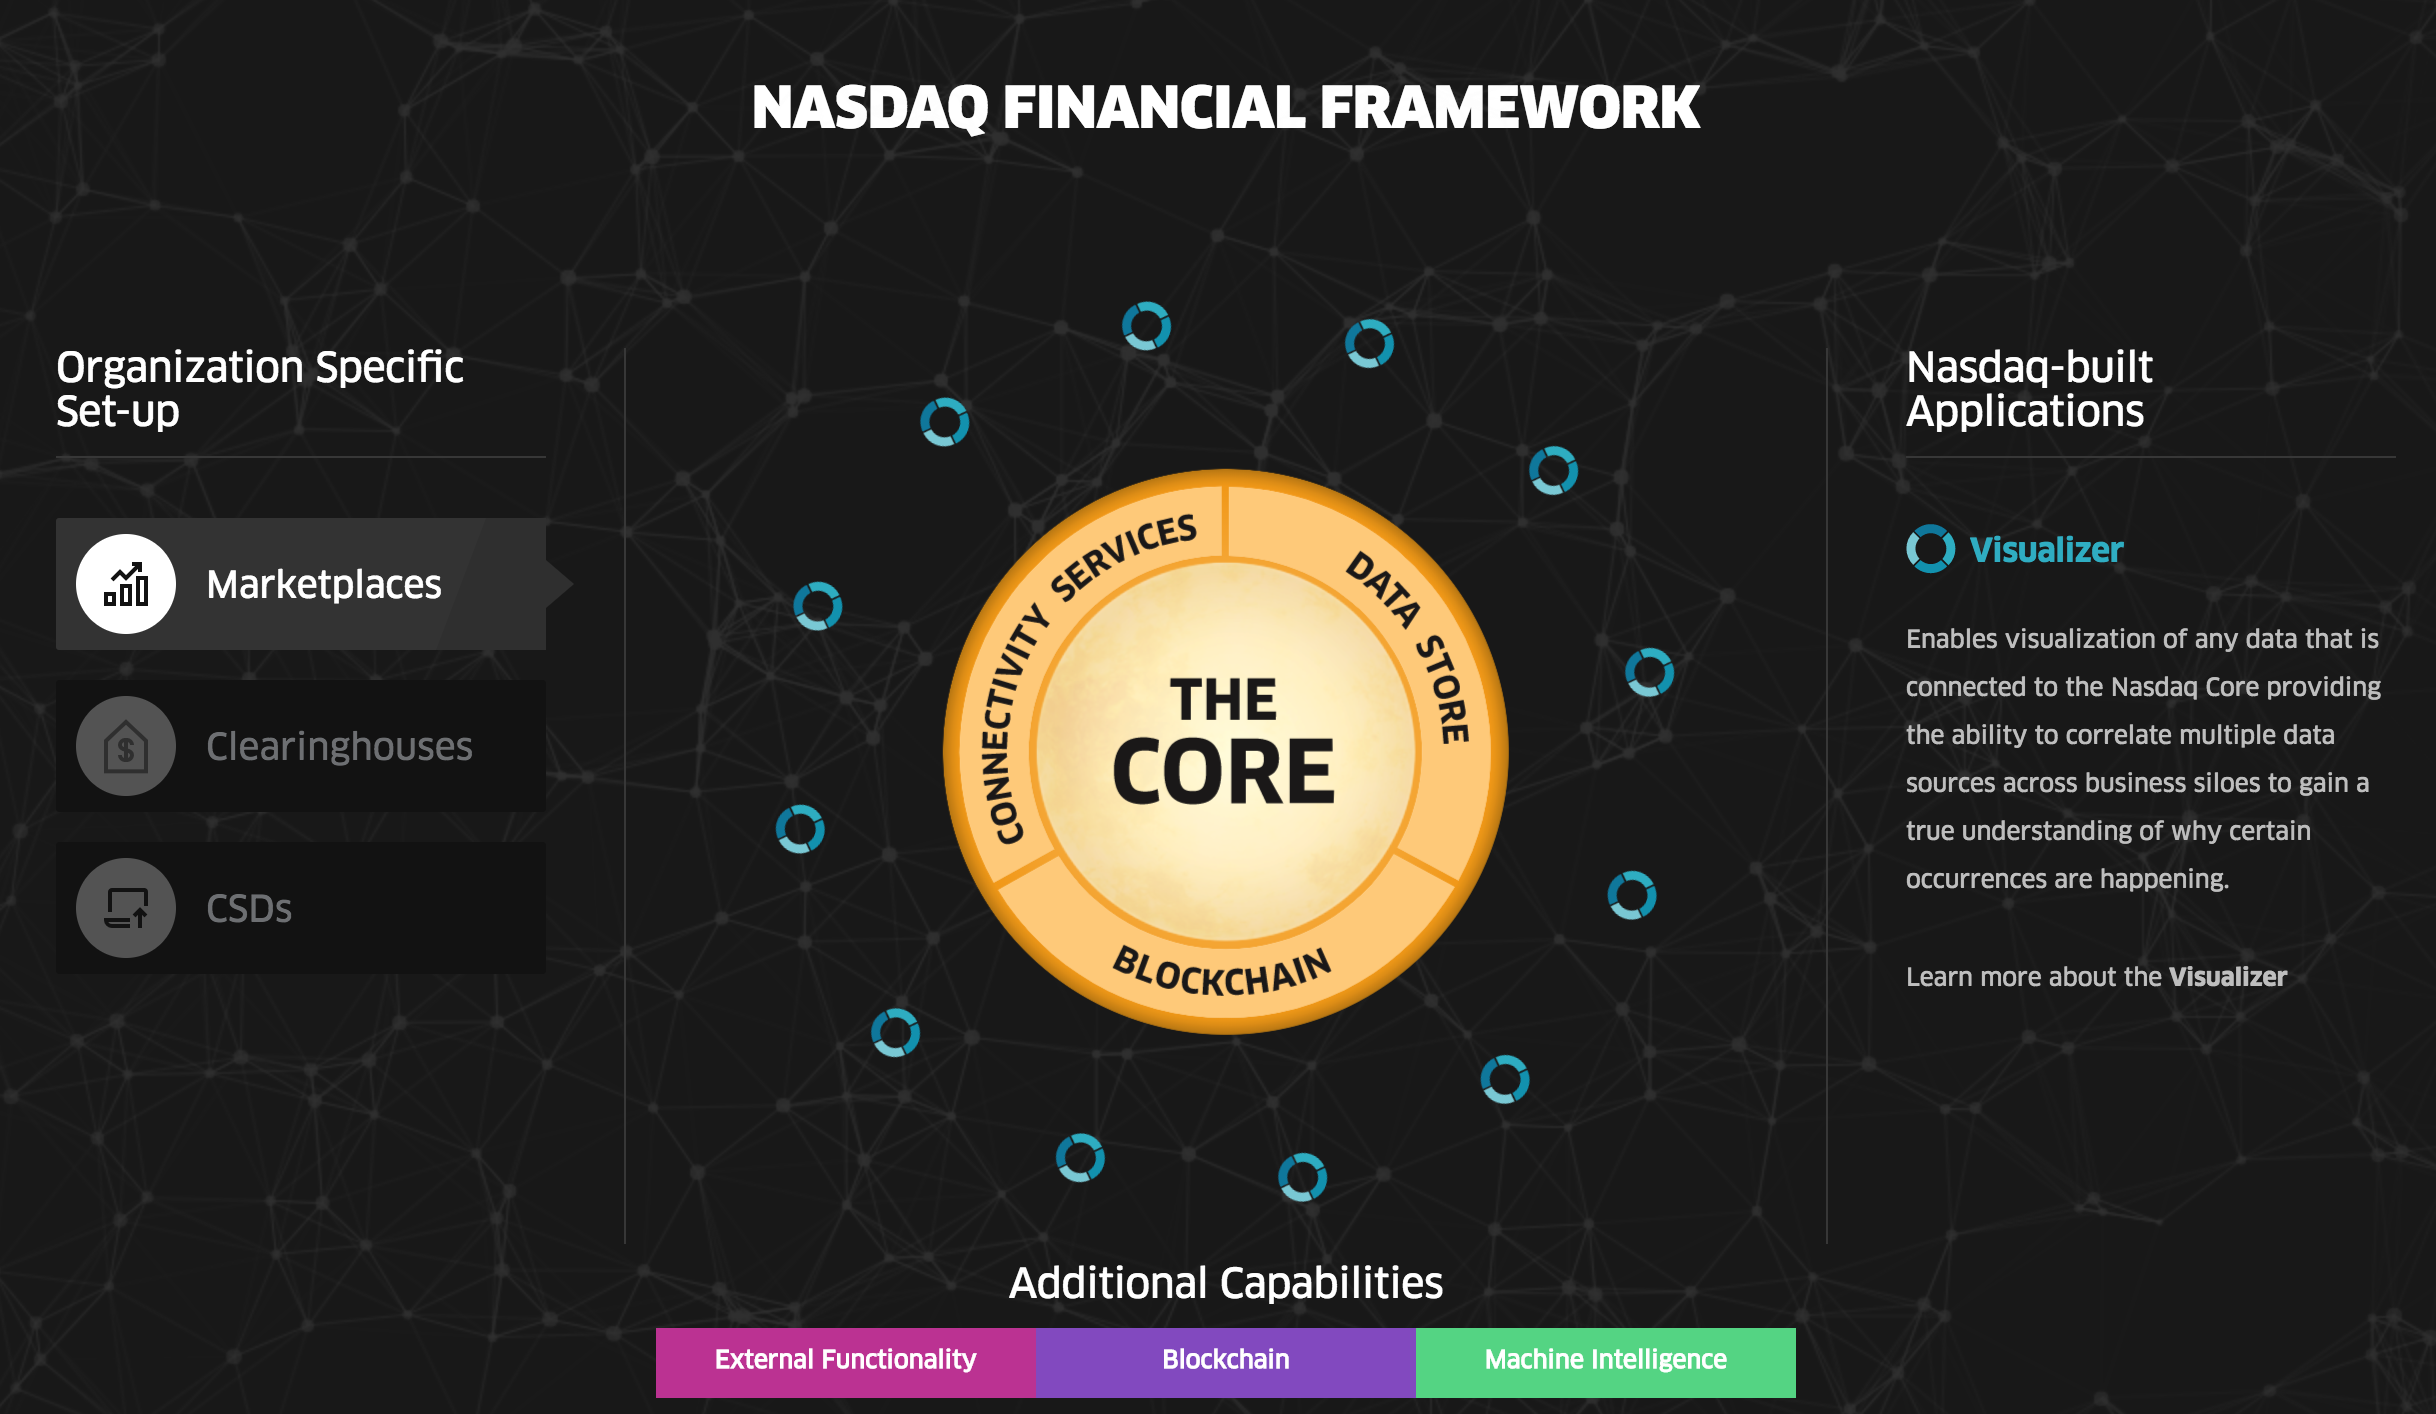 NASDAQ FINANCIAL FRAMEWORK
Organization Specific
Set-up
Marketplaces
$
Clearinghouses
CSDs
CONNECTIVITY SERVICES
DATA STORE
BLOCKCHAIN
THE
CORE
Nasdaq-built
Applications
Visualizer
Enables visualization of any data that is
connected to the Nasdaq Core providing
the ability to correlate multiple data
sources across business siloes to gain a
true understanding of why certain
occurrences are happening.
Learn more about the Visualizer
Additional Capabilities
External Functionality
Blockchain
Machine Intelligence